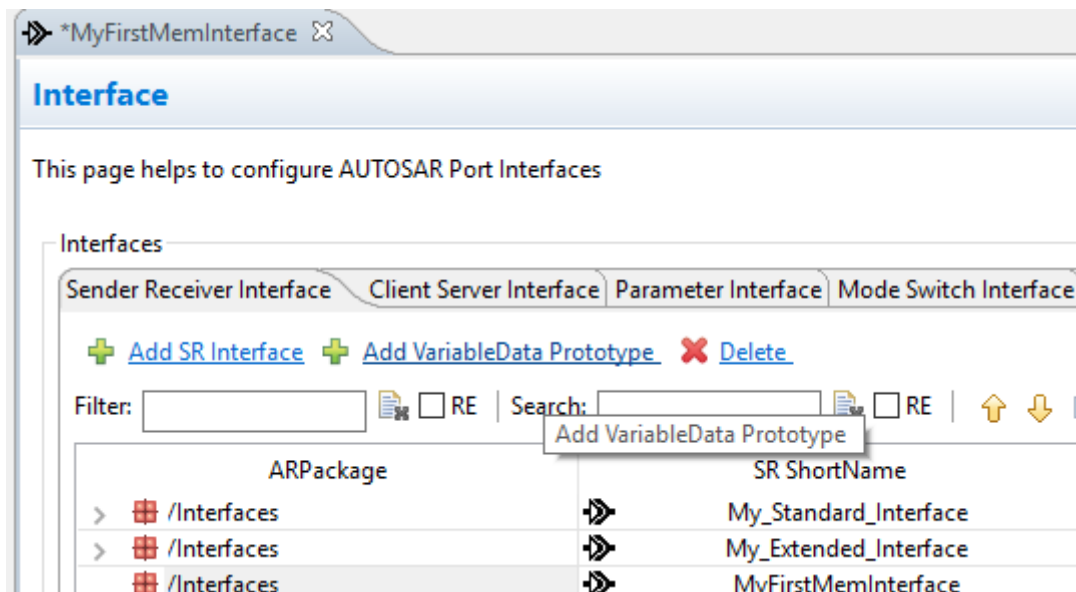 *MyFirstMemInterface
Interface
This page helps to configure AUTOSAR Port Interfaces
Interfaces
Sender Receiver Interface Client Server Interface Parameter Interface Mode Switch Interface
Add SR Interface Add VariableData Prototype Delete
Filter: RE Search: RE
Add VariableData Prototype
ARPackage SR ShortName
/Interfaces My_Standard_Interface
/Interfaces My_Extended_Interface
/Interfaces MyFirstMemInterface